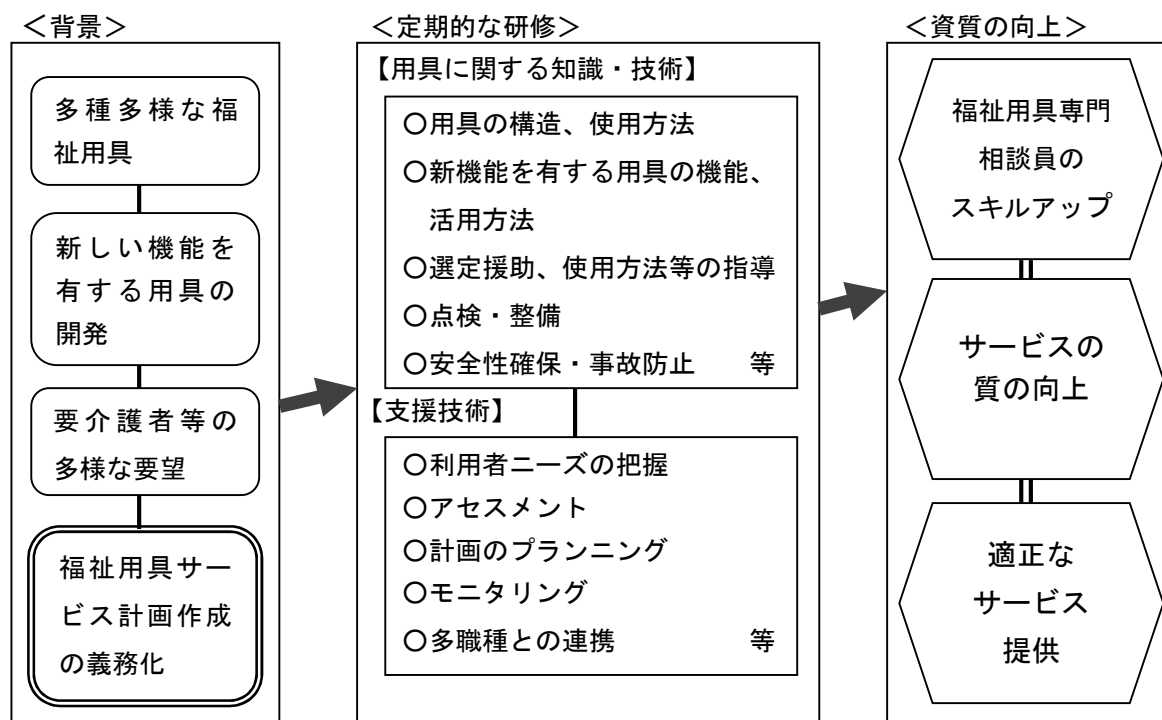 ＜背景＞
多種多様な福
祉用具
新しい機能を
有する用具の
開発
要介護者等の
多様な要望
福祉用具サー
ビス計画作成
の義務化
＜定期的な研修＞
【用具に関する知識・技術】
○用具の構造、使用方法
○新機能を有する用具の機能、
活用方法
○選定援助、使用方法等の指導
○点検・整備
○安全性確保・事故防止　　等
【支援技術】
○利用者ニーズの把握
○アセスメント
○計画のプランニング
○モニタリング
○多職種との連携　　　　　等
＜資質の向上＞
福祉用具専門
相談員の
スキルアップ
サービスの
質の向上
適正な
サービス
提供